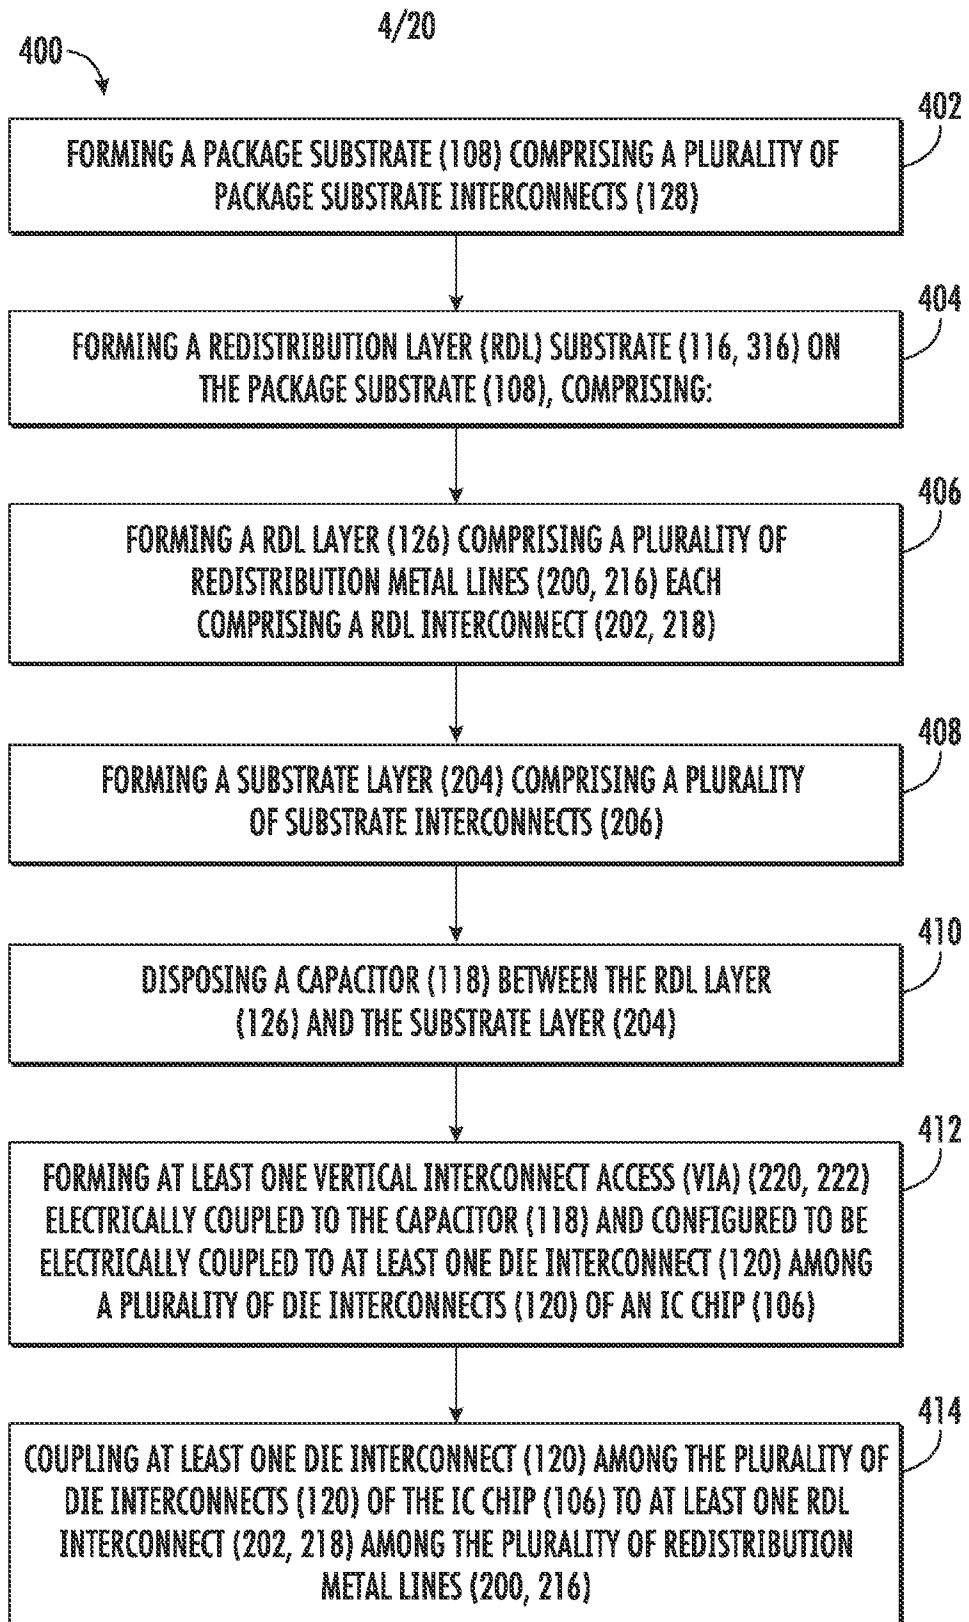 4/20
400
402
FORMING A PACKAGE SUBSTRATE (108) COMPRISING A PLURALITY OF
PACKAGE SUBSTRATE INTERCONNECTS (128)
404
FORMING A REDISTRIBUTION LAYER (RDL) SUBSTRATE (116, 316) ON
THE PACKAGE SUBSTRATE (108), COMPRISING:
406
FORMING A RDL LAYER (126) COMPRISING A PLURALITY OF
REDISTRIBUTION METAL LINES (200, 216) EACH
COMPRISING A RDL INTERCONNECT (202, 218)
408
FORMING A SUBSTRATE LAYER (204) COMPRISING A PLURALITY
OF SUBSTRATE INTERCONNECTS (206)
410
DISPOSING A CAPACITOR (118) BETWEEN THE RDL LAYER
(126) AND THE SUBSTRATE LAYER (204)
412
FORMING AT LEAST ONE VERTICAL INTERCONNECT ACCESS (VIA) (220, 222)
ELECTRICALLY COUPLED TO THE CAPACITOR (118) AND CONFIGURED TO BE
ELECTRICALLY COUPLED TO AT LEAST ONE DIE INTERCONNECT (120) AMONG
A PLURALITY OF DIE INTERCONNECTS (120) OF AN IC CHIP (106)
414
COUPLING AT LEAST ONE DIE INTERCONNECT (120) AMONG THE PLURALITY OF
DIE INTERCONNECTS (120) OF THE IC CHIP (106) TO AT LEAST ONE RDL
INTERCONNECT (202, 218) AMONG THE PLURALITY OF REDISTRIBUTION
METAL LINES (200, 216)